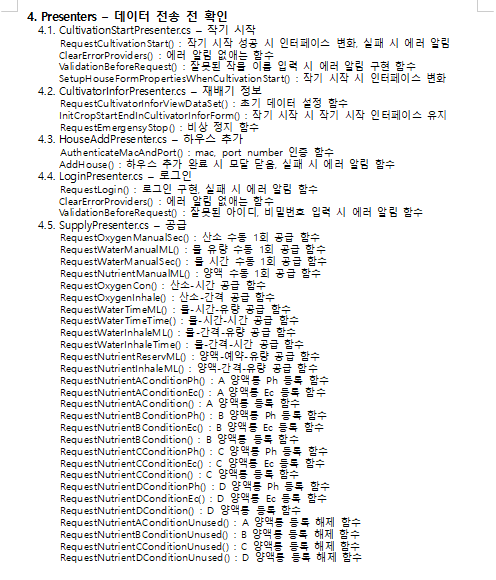 4. Presenters – 데이터 전송 전 확인
4.1. CultivationStartPresenter.cs – 작기 시작
RequestCultivationStart() : 작기 시작 성공 시 인터페이스 변화, 실패 시 에러 알림
ClearErrorProviders() : 에러 알림 없애는 함수
ValidationBeforeRequest() : 잘못된 작물 이름 입력 시 에러 알림 구현 함수
SetupHouseFormPropertiesWhenCultivationStart() : 작기 시작 시 인터페이스 변화
4.2. CultivatorInforPresenter.cs – 재배기 정보
RequestCultivatorInforViewDataSet() : 초기 데이터 설정 함수
InitCropStartEndInCultivatorInforForm() : 작기 시작 시 작기 시작 인터페이스 유지
RequestEmergensyStop() : 비상 정지 함수
4.3. HouseAddPresenter.cs – 하우스 추가
AuthenticateMacAndPort() : mac, port number 인증 함수
AddHouse() : 하우스 추가 완료 시 모달 닫음, 실패 시 에러 알림 함수
4.4. LoginPresenter.cs – 로그인
RequestLogin() : 로그인 구현, 실패 시 에러 알림 함수
ClearErrorProviders() : 에러 알림 없애는 함수
ValidationBeforeRequest() : 잘못된 아이디, 비밀번호 입력 시 에러 알림 함수
4.5. SupplyPresenter.cs – 공급
RequestOxygenManualSec() : 산소 수동 1회 공급 함수
RequestWaterManualML() : 물 유량 수동 1회 공급 함수
RequestWaterManualSec() : 물 시간 수동 1회 공급 함수
RequestNutrientManualML() : 양액 수동 1회 공급 함수
RequestOxygenCon() : 산소-시간 공급 함수
RequestOxygenInhale() : 산소-간격 공급 함수
RequestWaterTimeML() : 물-시간-유량 공급 함수
RequestWaterTimeTime() : 물-시간-시간 공급 함수
RequestWaterInhaleML() : 물-간격-유량 공급 함수
RequestWaterInhaleTime() : 물-간격-시간 공급 함수
RequestNutrientReservML() : 양액-예약-유량 공급 함수
RequestNutrientInhaleML() : 양액-간격-유량 공급 함수
RequestNutrientAConditionPh() : A 양액통 Ph 등록 함수
RequestNutrientAConditionEc() : A 양액통 Ec 등록 함수
RequestNutrientACondition() : A 양액통 등록 함수
RequestNutrientBConditionPh() : B 양액통 Ph 등록 함수
RequestNutrientBConditionEc() : B 양액통 Ec 등록 함수
RequestNutrientBCondition() : B 양액통 등록 함수
RequestNutrientCConditionPh() : C 양액통 Ph 등록 함수
RequestNutrientCConditionEc() : C 양액통 Ec 등록 함수
RequestNutrientCCondition() : C 양액통 등록 함수
RequestNutrientDConditionPh() : D 양액통 Ph 등록 함수
RequestNutrientDConditionEc() : D 양액통 Ec 등록 함수
RequestNutrientDCondition() : D 양액통 등록 함수
RequestNutrientAConditionUnused() : A 양액통 등록 해제 함수
RequestNutrientBConditionUnused() : B 양액통 등록 해제 함수
RequestNutrientCConditionUnused() : C 양액통 등록 해제 함수
RequestNutrientDConditionUnused() : D 양액통 등록 해제 함수